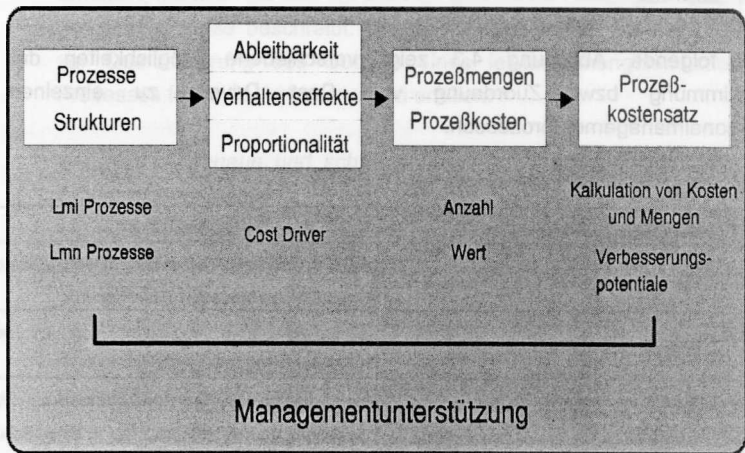 Prozesse
Strukturen
Ableitbarkeit
Verhaltenseffekte
Proportionalität
Prozeßmengen
Prozeßkosten
Prozeß-
kostensatz
Lmi Prozesse
Lmn Prozesse
Cost Driver
Anzahl
Wert
Kalkulation von Kosten
und Mengen
Verbesserungs-
potentiale
Managementunterstützung